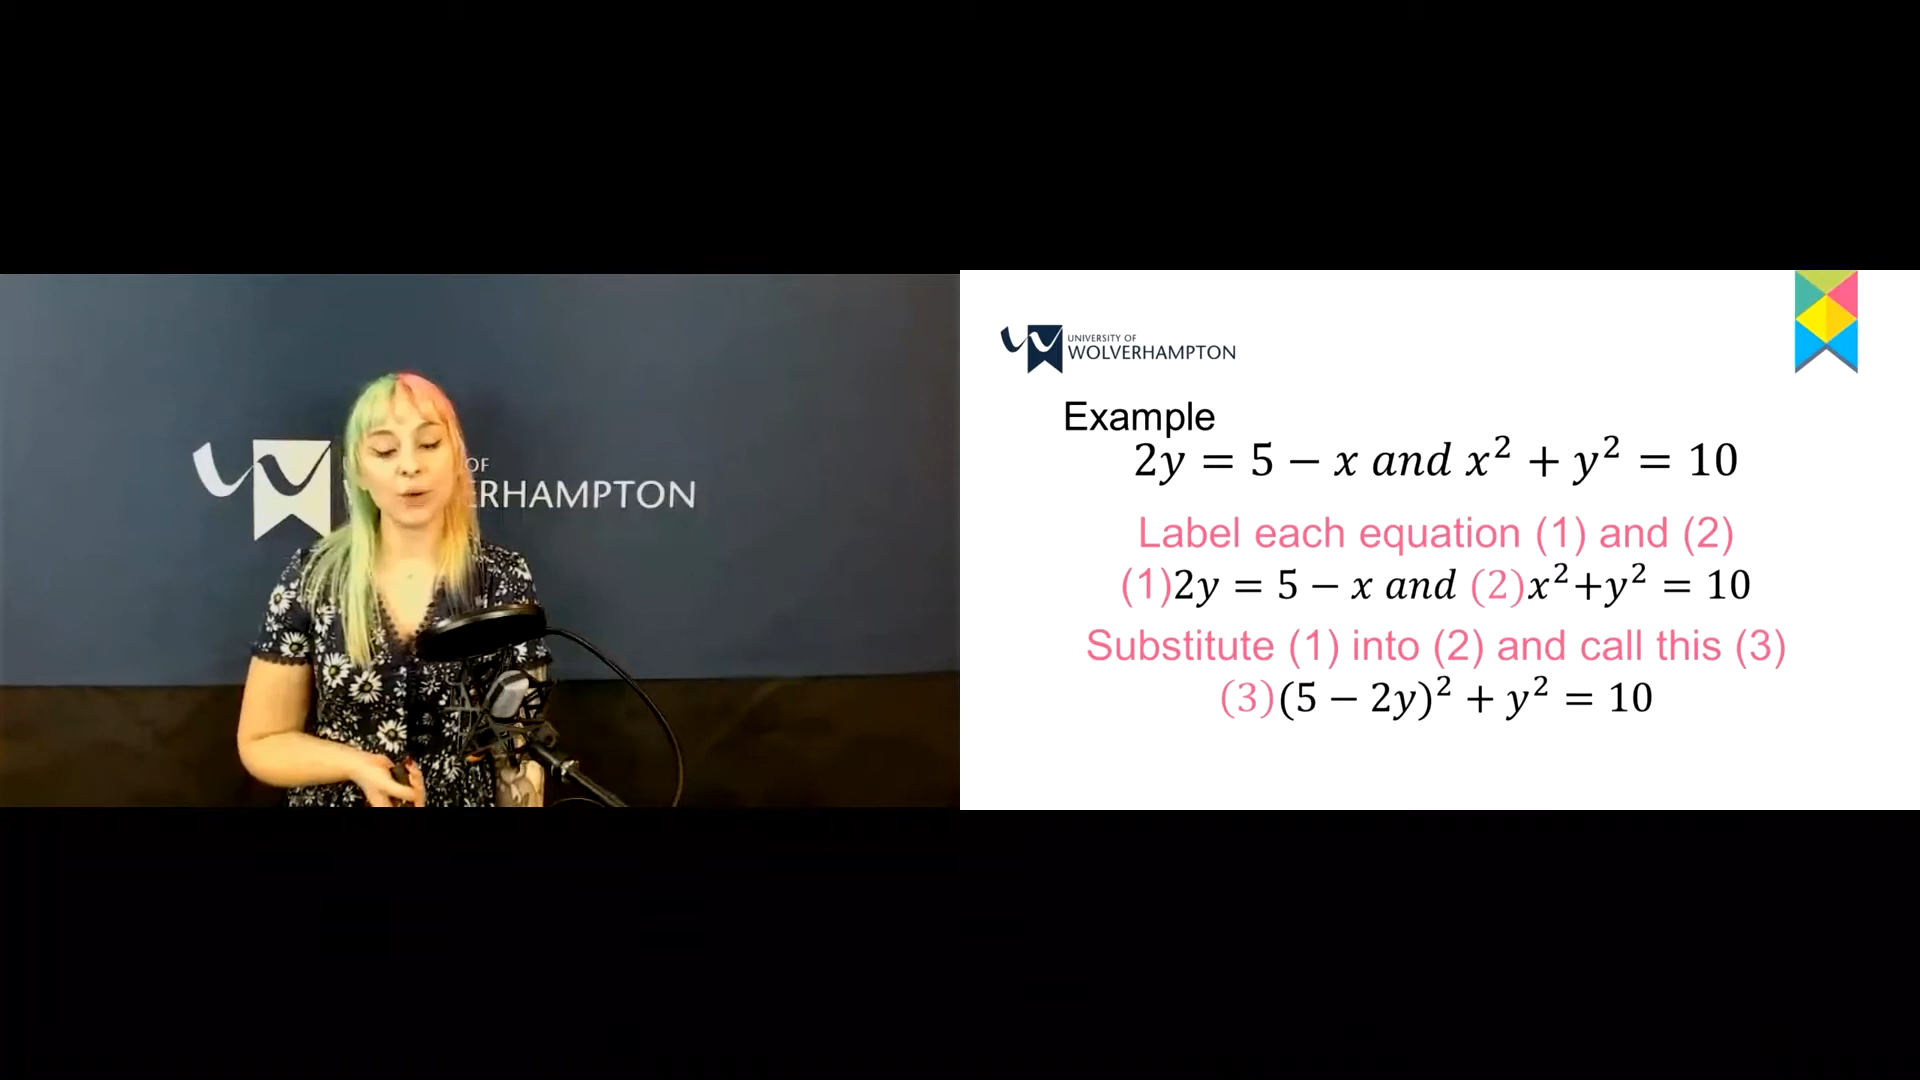 OF
ERHAMPTON
UNIVERSITY OF
WOLVERHAMPTON
Example
2y = 5 − x and x² + y² = 10
Label each equation (1) and (2)
(1)2y = 5 − x and (2)x²+y² = 10
Substitute (1) into (2) and call this (3)
(3)(5 − 2y)² + y² = 10